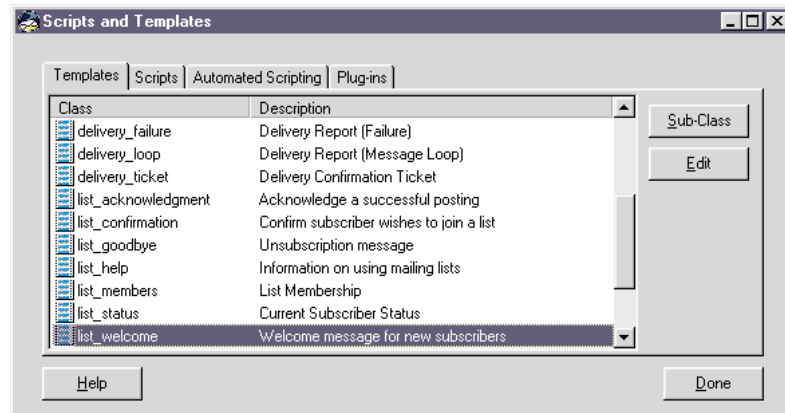 Scripts and Templates
Templates Scripts Automated Scripting Plug-ins
Class Description
delivery_failure Delivery Report (Failure)
delivery_loop Delivery Report (Message Loop)
delivery_ticket Delivery Confirmation Ticket
list_acknowledgment Acknowledge a successful posting
list_confirmation Confirm subscriber wishes to join a list
list_goodbye Unsubscription message
list_help Information on using mailing lists
list_members List Membership
list_status Current Subscriber Status
list_welcome Welcome message for new subscribers
Sub-Class
Edit
Help Done